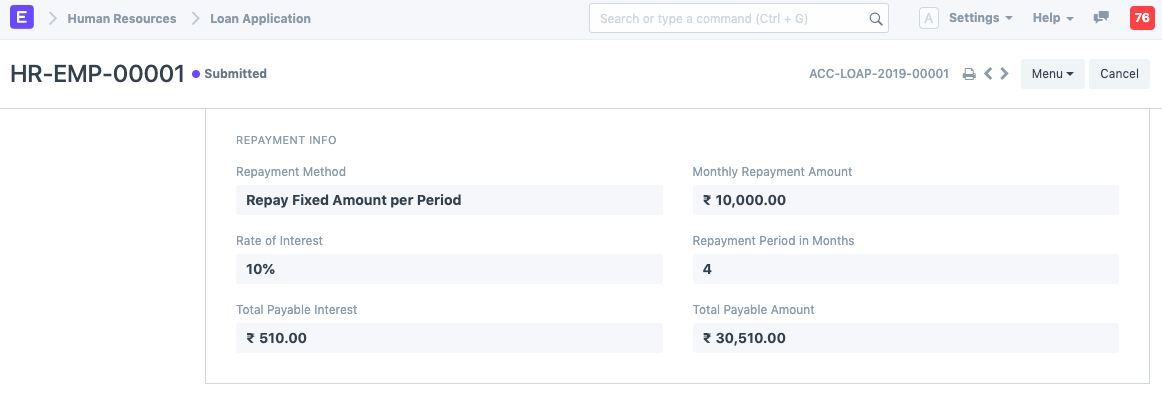 E Human Resources Loan Application Search or type a command (Ctrl + G) A Settings Help 76
HR-EMP-00001 Submitted ACC-LOAP-2019-00001 Menu Cancel
REPAYMENT INFO
Repayment Method Monthly Repayment Amount
Repay Fixed Amount per Period ₹ 10,000.00
Rate of Interest Repayment Period in Months
10% 4
Total Payable Interest Total Payable Amount
₹ 510.00 ₹ 30,510.00